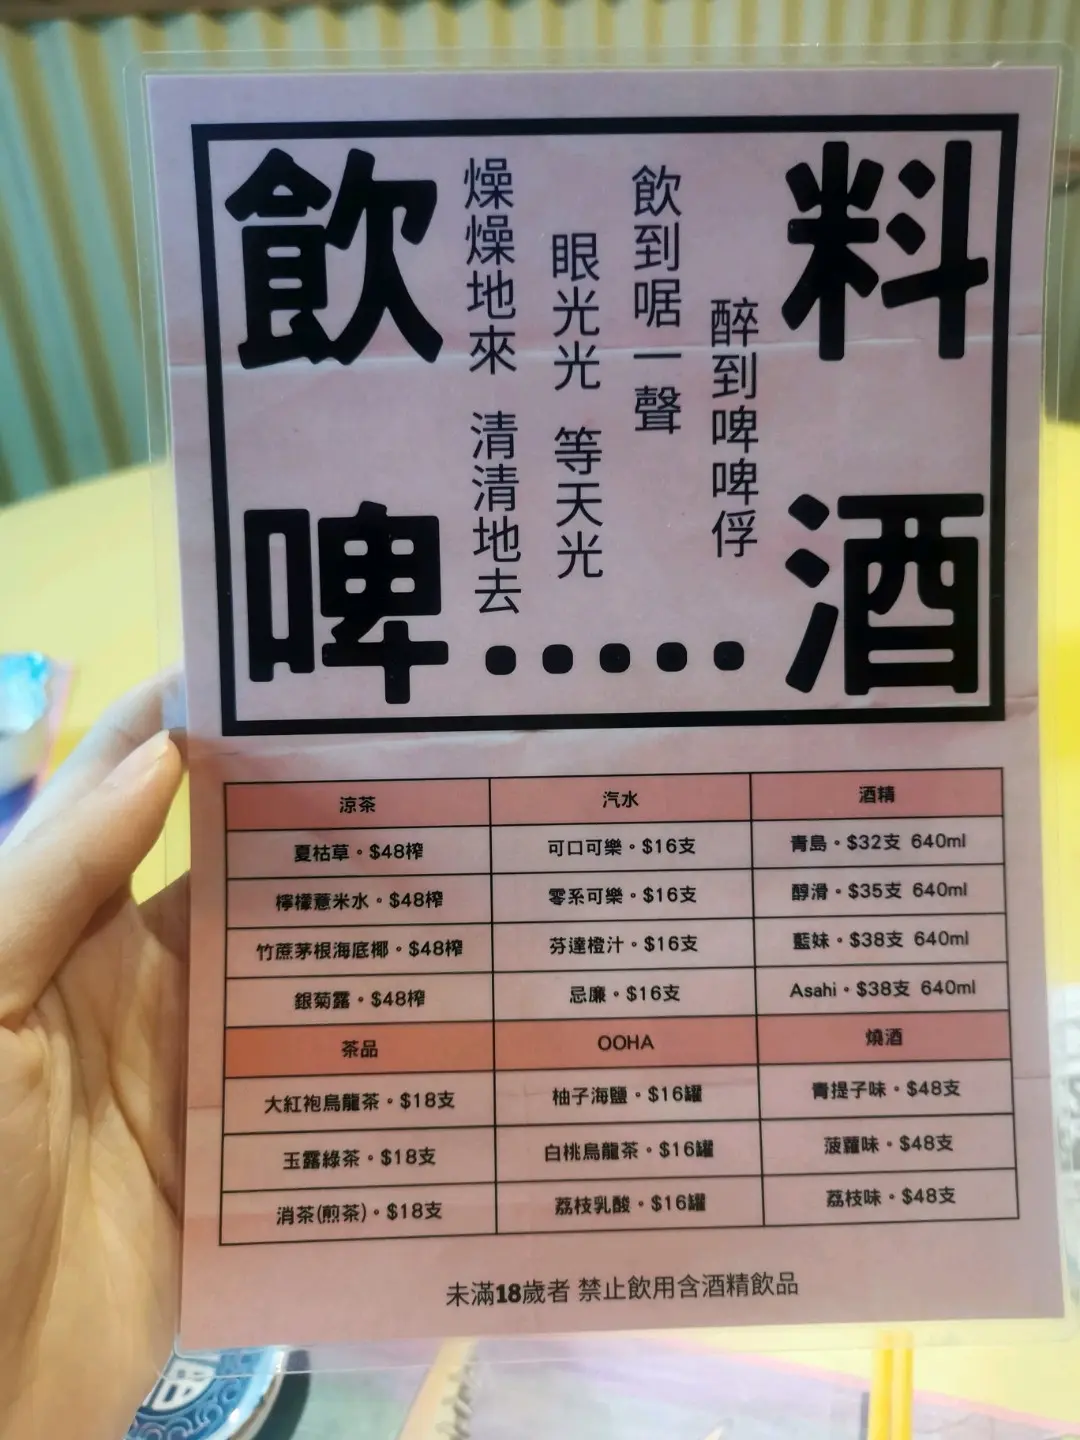 飲料
啤酒
燥燥地來 清清地去
眼光光 等天光
飲到啹一聲
醉到啤啤俘
.....
涼茶 汽水 酒精
夏枯草·$48榨 可口可樂·$16支 青島·$32支 640ml
檸檬薏米水·$48榨 零系可樂·$16支 醇滑·$35支 640ml
竹蔗茅根海底椰·$48榨 芬達橙汁·$16支 藍妹·$38支 640ml
銀菊露·$48榨 忌廉·$16支 Asahi·$38支 640ml
茶品 OOHA 燒酒
大紅袍烏龍茶·$18支 柚子海鹽·$16罐 青提子味·$48支
玉露綠茶·$18支 白桃烏龍茶·$16罐 菠蘿味·$48支
消茶(煎茶)·$18支 荔枝乳酸·$16罐 荔枝味·$48支
未滿18歲者 禁止飲用含酒精飲品